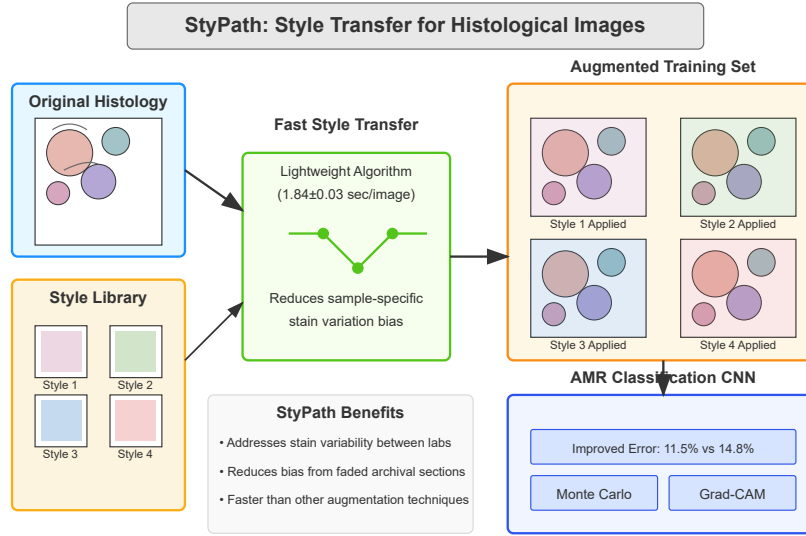 StyPath: Style Transfer for Histological Images
Original Histology
Style Library
Style 1
Style 2
Style 3
Style 4
Fast Style Transfer
Lightweight Algorithm
(1.84±0.03 sec/image)
Reduces sample-specific
stain variation bias
StyPath Benefits
• Addresses stain variability between labs
• Reduces bias from faded archival sections
• Faster than other augmentation techniques
Augmented Training Set
Style 1 Applied
Style 2 Applied
Style 3 Applied
Style 4 Applied
AMR Classification CNN
Improved Error: 11.5% vs 14.8%
Monte Carlo
Grad-CAM